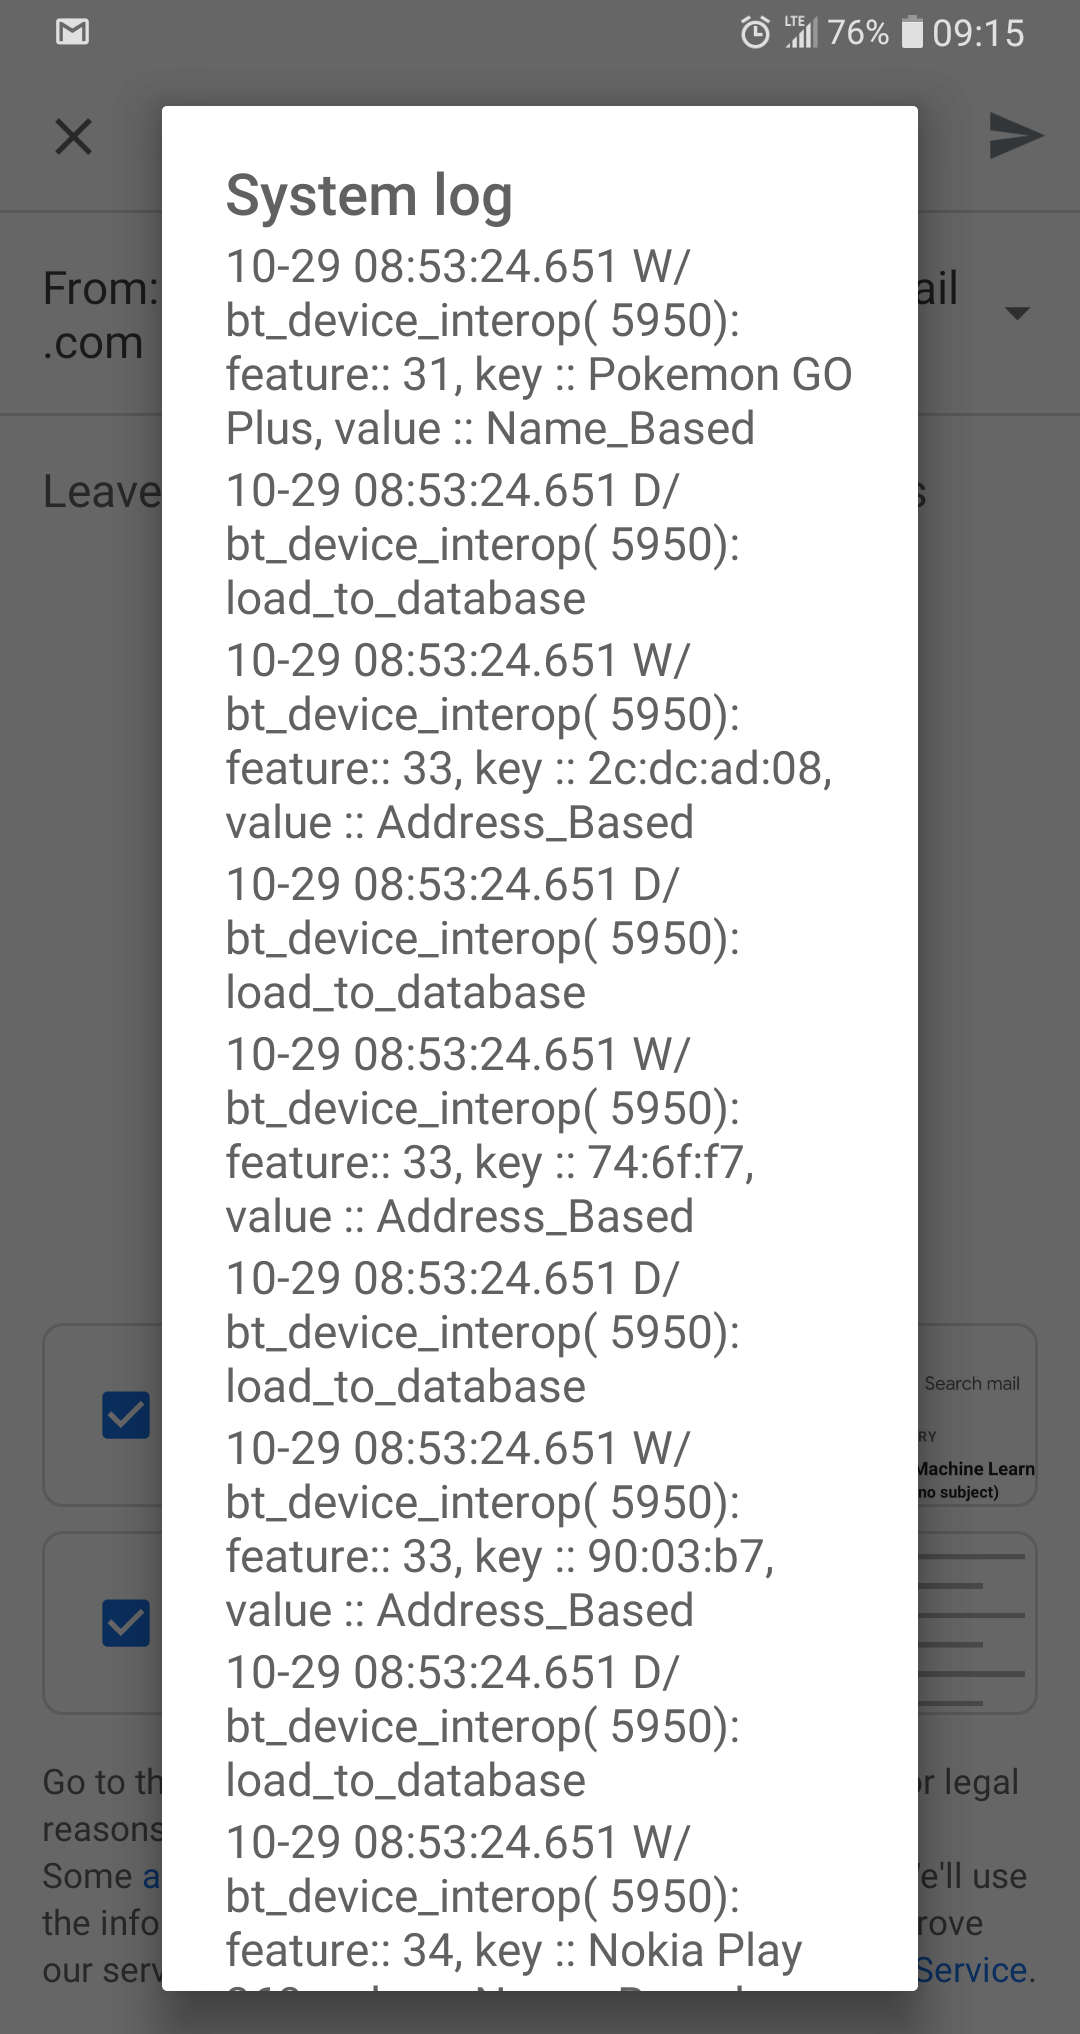 LTE 76% 09:15
System log
From:
ail
.com
Leave
s
10-29 08:53:24.651 W/
bt_device_interop( 5950):
feature:: 31, key :: Pokemon GO
Plus, value :: Name_Based
10-29 08:53:24.651 D/
bt_device_interop( 5950):
load_to_database
10-29 08:53:24.651 W/
bt_device_interop( 5950):
feature:: 33, key :: 2c:dc:ad:08,
value :: Address_Based
10-29 08:53:24.651 D/
bt_device_interop( 5950):
load_to_database
10-29 08:53:24.651 W/
bt_device_interop( 5950):
feature:: 33, key :: 74:6f:f7,
value :: Address_Based
10-29 08:53:24.651 D/
bt_device_interop( 5950):
load_to_database
10-29 08:53:24.651 W/
bt_device_interop( 5950):
feature:: 33, key :: 90:03:b7,
value :: Address_Based
10-29 08:53:24.651 D/
bt_device_interop( 5950):
load_to_database
10-29 08:53:24.651 W/
bt_device_interop( 5950):
feature:: 34, key :: Nokia Play
Search mail
RY
Machine Learn
no subject)
Go to th
r legal
reasons
Some a
e'll use
the info
rove
our serv
Service.